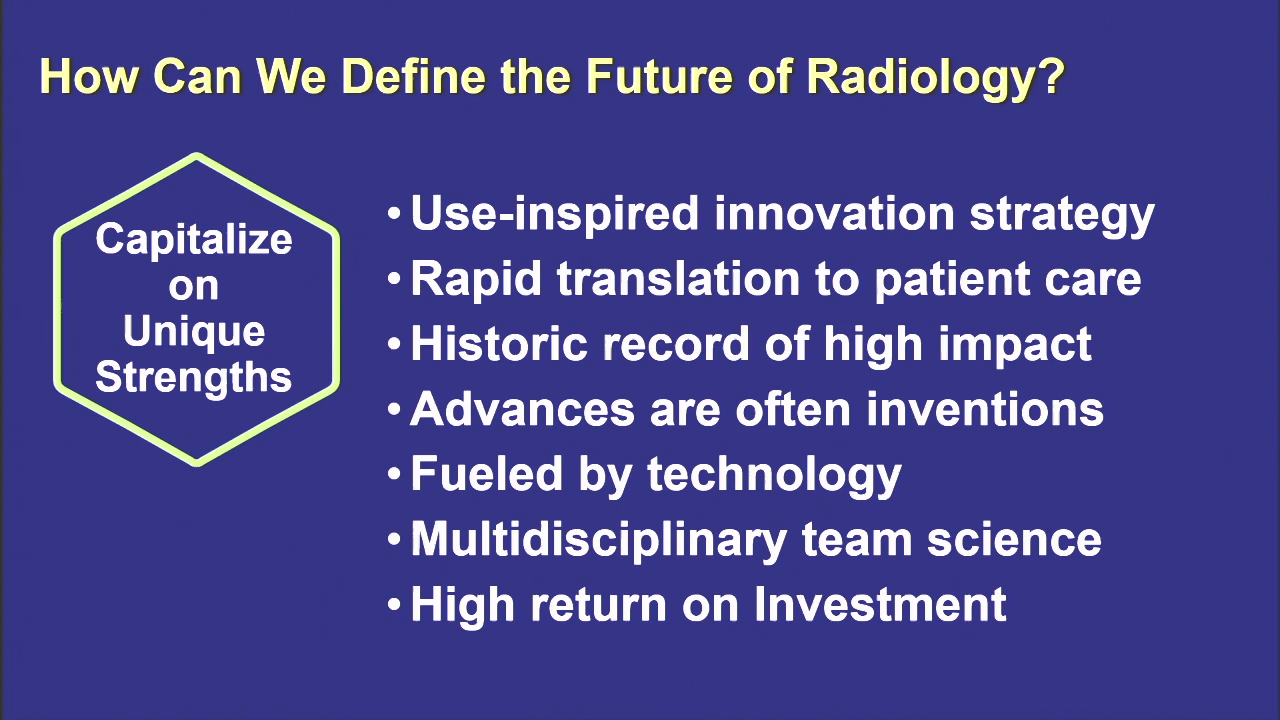 How Can We Define the Future of Radiology?
Capitalize
on
Unique
Strengths
• Use-inspired innovation strategy
• Rapid translation to patient care
• Historic record of high impact
• Advances are often inventions
• Fueled by technology
• Multidisciplinary team science
• High return on Investment